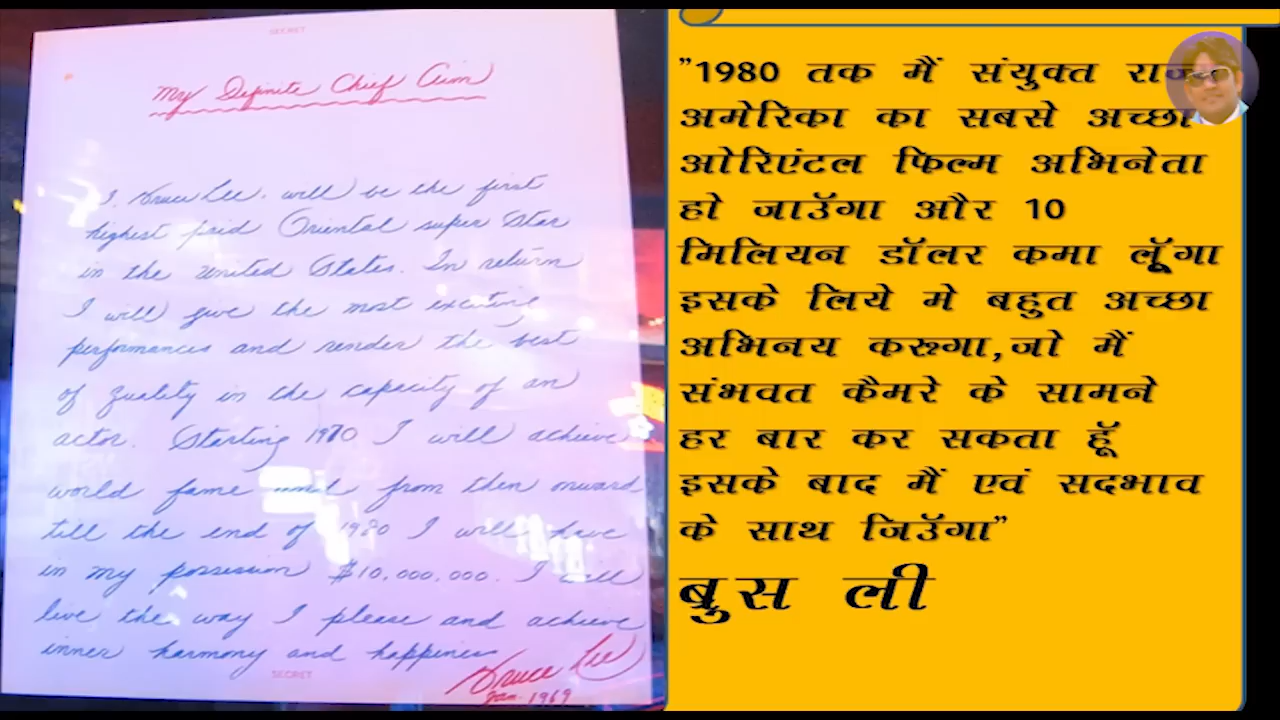 SECRET
My Definite Chief Aim
I, Bruce Lee, will be the first
highest paid Oriental super star
in the United States. In return
I will give the most exciting
performances and render the best
of quality in the capacity of an
actor. Starting 1970 I will achieve
world fame and from then onward
till the end of 1980 I will have
in my possession $10,000,000. I will
live the way I please and achieve
inner harmony and happiness
Bruce Lee
Jan. 1969
SECRET
"1980 तक मैं संयुक्त
अमेरिका का सबसे अच्छा
ओरिएंटल फिल्म अभिनेता
हो जाउॅगा और 10
मिलियन डॉलर कमा लूॅगा
इसके लिये मे बहुत अच्छा
अभिनय करूगा,जो मैं
संभवत कैमरे के सामने
हर बार कर सकता हूॅ
इसके बाद मैं एवं सदभाव
के साथ जिउॅगा"
ब्रुस ली